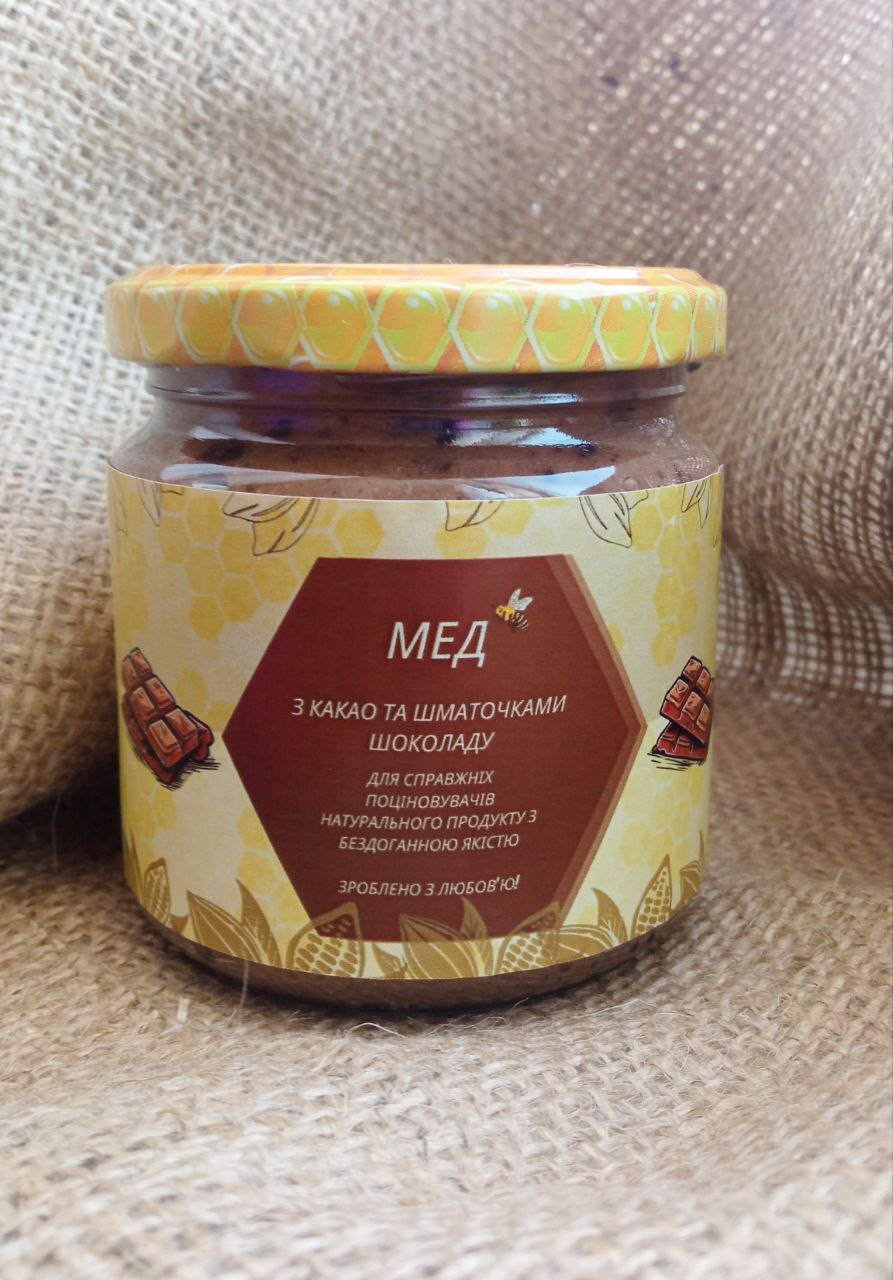 МЕД
З КАКАО ТА ШМАТОЧКАМИ
ШОКОЛАДУ
ДЛЯ СПРАВЖНІХ
ПОЦІНОВУВАЧІВ
НАТУРАЛЬНОГО ПРОДУКТУ З
БЕЗДОГАННОЮ ЯКІСТЮ
ЗРОБЛЕНО З ЛЮБОВ'Ю!